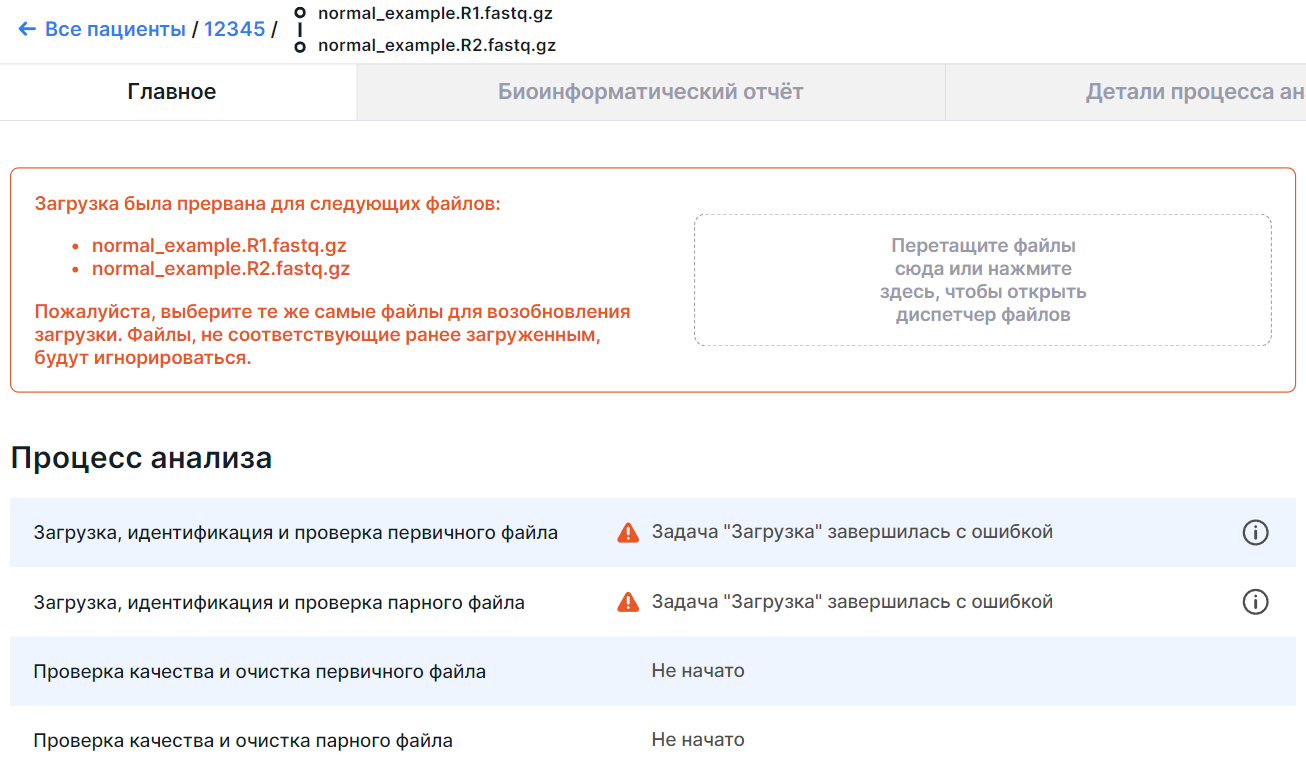 ← Все пациенты / 12345 /
normal_example.R1.fastq.gz
normal_example.R2.fastq.gz
Главное
Биоинформатический отчёт
Детали процесса ан
Загрузка была прервана для следующих файлов:
• normal_example.R1.fastq.gz
• normal_example.R2.fastq.gz
Пожалуйста, выберите те же самые файлы для возобновления
загрузки. Файлы, не соответствующие ранее загруженным,
будут игнорироваться.
Перетащите файлы
сюда или нажмите
здесь, чтобы открыть
диспетчер файлов
Процесс анализа
Загрузка, идентификация и проверка первичного файла
Задача "Загрузка" завершилась с ошибкой
Загрузка, идентификация и проверка парного файла
Задача "Загрузка" завершилась с ошибкой
Проверка качества и очистка первичного файла
Не начато
Проверка качества и очистка парного файла
Не начато